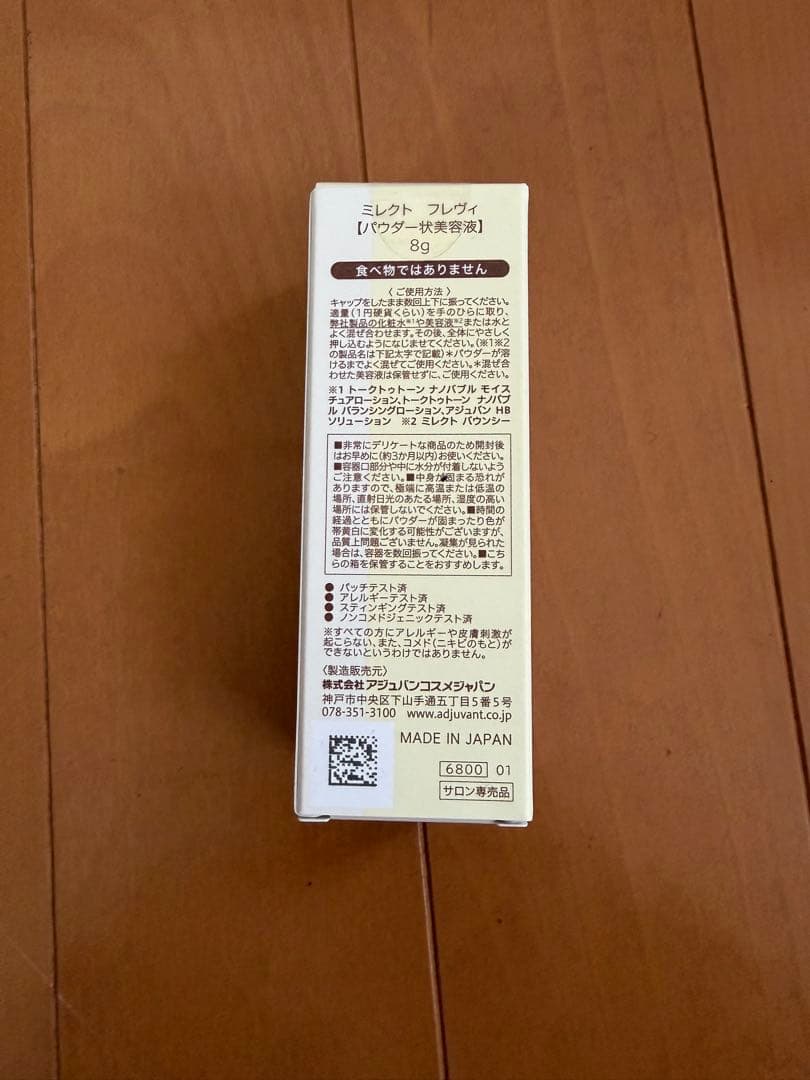 ミレクト フレヴィ
【パウダー状美容液】
8g
食べ物ではありません
〈ご使用方法〉
キャップをしたまま数回上下に振ってください。
適量(1円硬貨くらい)を手のひらに取り、
弊社製品の化粧水※1や美容液※2または水と
よく混ぜ合わせます。その後、全体にやさしく
押し込むようになじませてください。(※1※2
の製品名は下記太字で記載)＊パウダーが溶
けるまでよく混ぜてご使用ください。＊混ぜ合
わせた美容液は保管せずに、ご使用ください。
※1 トークトゥトーン ナノバブル モイス
チュアローション、トークトゥトーン ナノバブ
ル バランシングローション、アジュバン HB
ソリューション ※2 ミレクト バウンシー
■非常にデリケートな商品のため開封後
はお早めに(約3か月以内)お使いください。
■容器口部分や中に水分が付着しないよう
ご注意ください。■中身が固まる恐れが
ありますので、極端に高温または低温の
場所、直射日光のあたる場所、湿度の高い
場所には保管しないでください。■時間の
経過とともにパウダーが固まったり色が
帯黄白に変化する可能性がございますが、
品質上問題ございません。凝集が見られた
場合は、容器を数回振ってください。■こち
らの箱を保管することをおすすめします。
● パッチテスト済
● アレルギーテスト済
● スティンギングテスト済
● ノンコメドジェニックテスト済
※すべての方にアレルギーや皮膚刺激が
起こらない、また、コメド(ニキビのもと)が
できないというわけではありません。
〈製造販売元〉
株式会社アジュバンコスメジャパン
神戸市中央区下山手通五丁目5番5号
078-351-3100 www.adjuvant.co.jp
MADE IN JAPAN
6800 01
サロン専売品